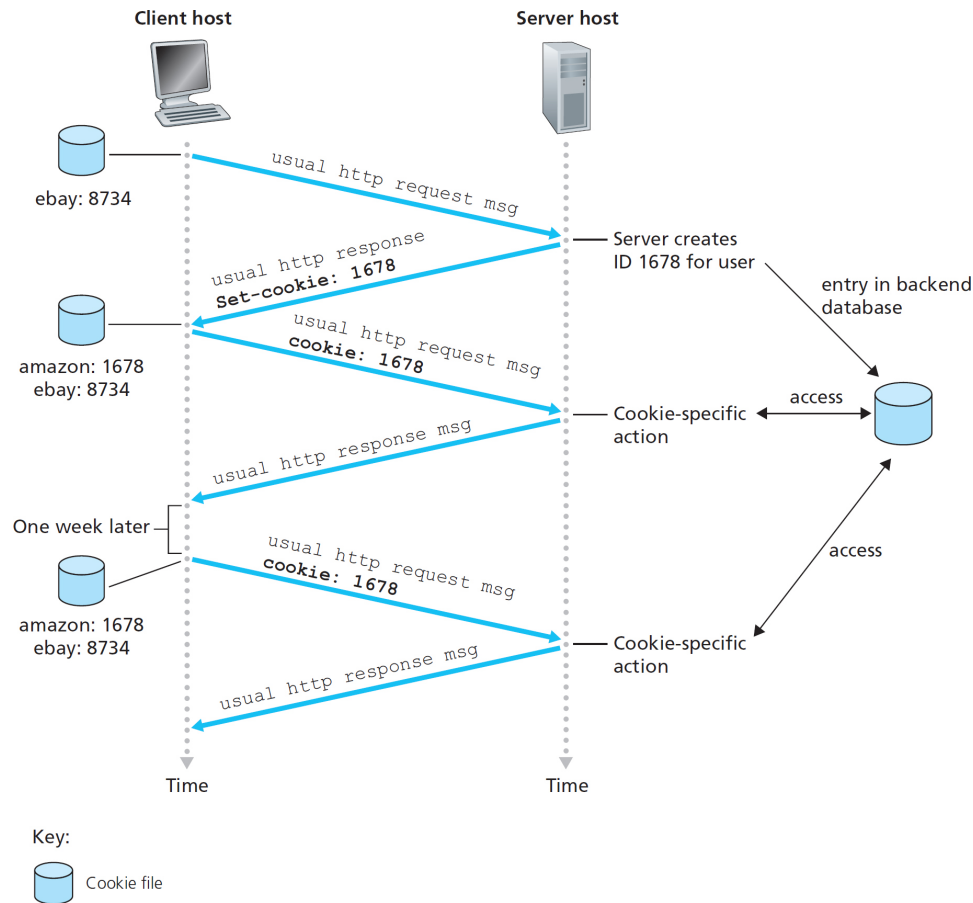 Client host
Server host
ebay: 8734
usual http request msg
Server creates
ID 1678 for user
entry in backend
database
usual http response
Set-cookie: 1678
amazon: 1678
ebay: 8734
usual http request msg
cookie: 1678
access
Cookie-specific
action
usual http response msg
One week later
usual http request msg
cookie: 1678
access
amazon: 1678
ebay: 8734
Cookie-specific
action
usual http response msg
Time
Time
Key:
Cookie file